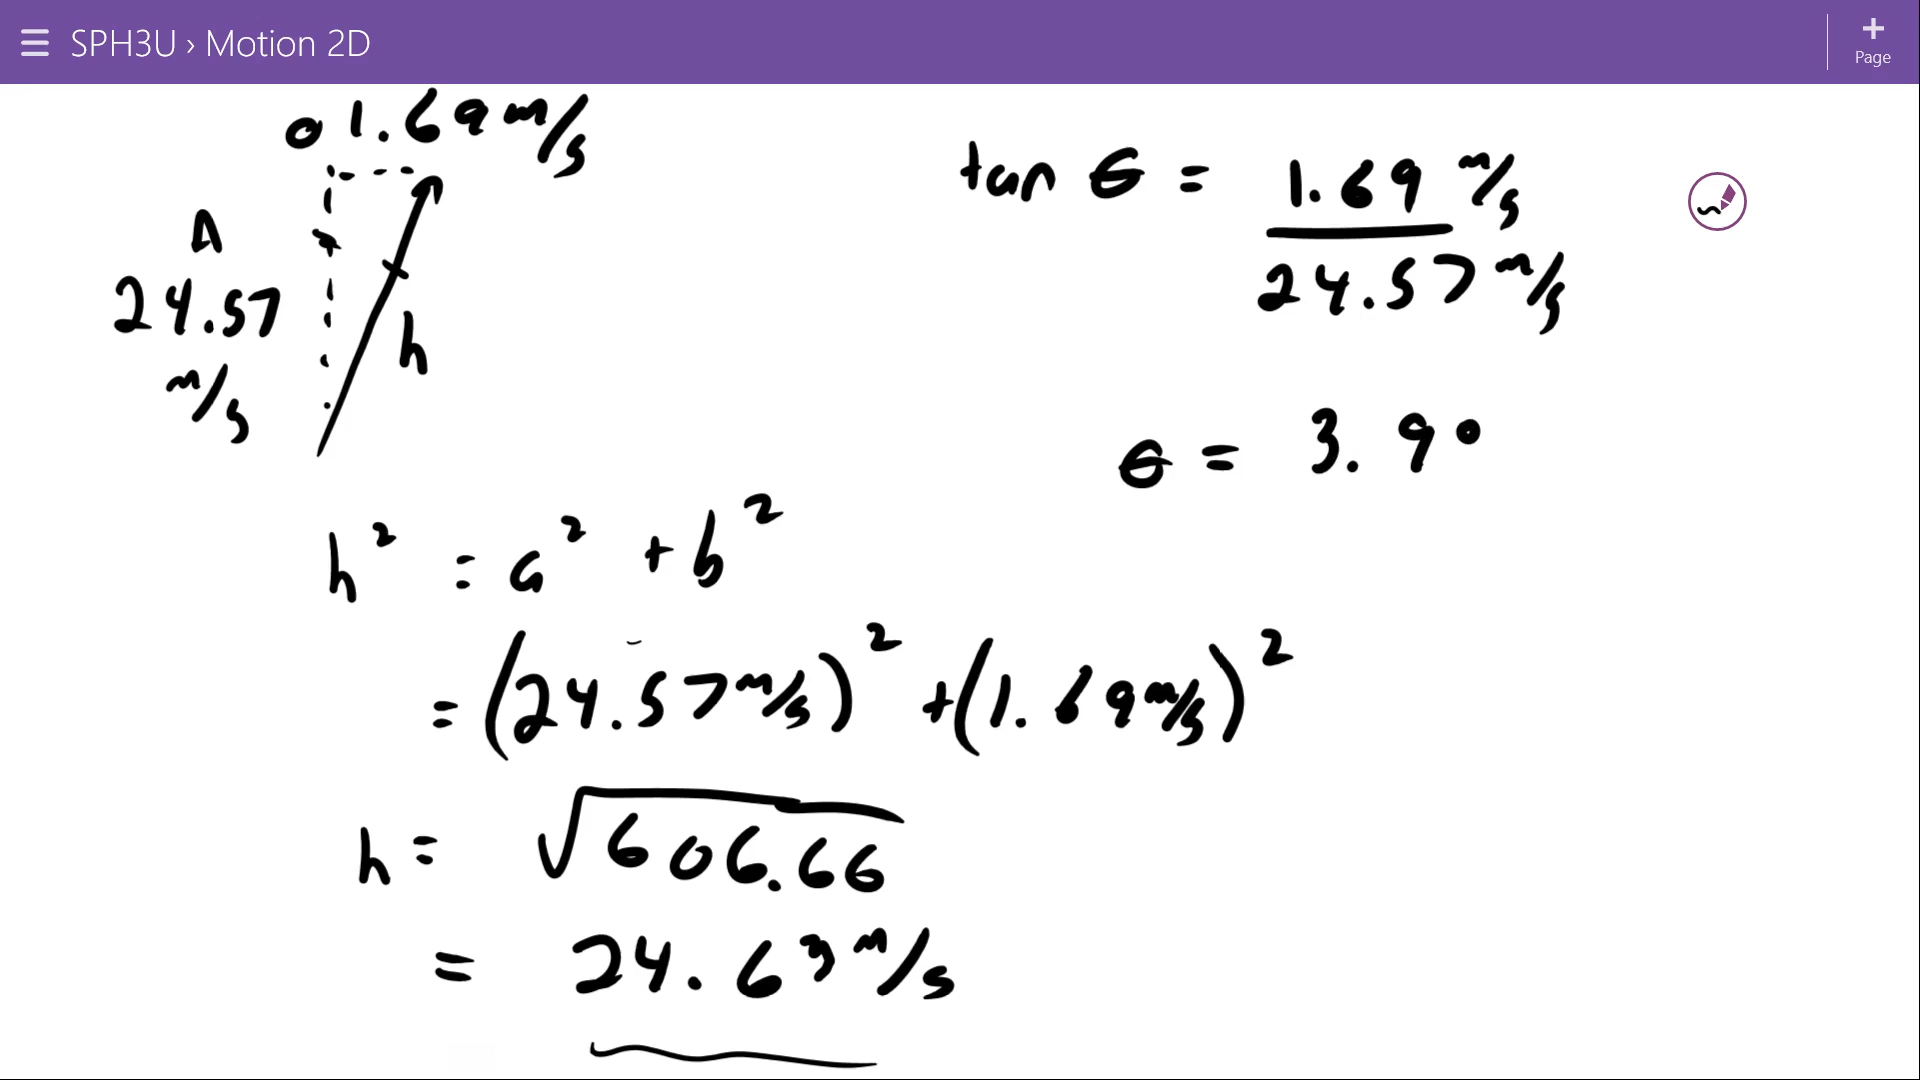 SPH3U › Motion 2D
Page
o 1.69 m/s
A
24.57
m/s
h
tan θ = 1.69 m/s
24.57 m/s
θ = 3.9°
h² = a² + b²
= (24.57 m/s)² + (1.69 m/s)²
h = √606.66
= 24.63 m/s